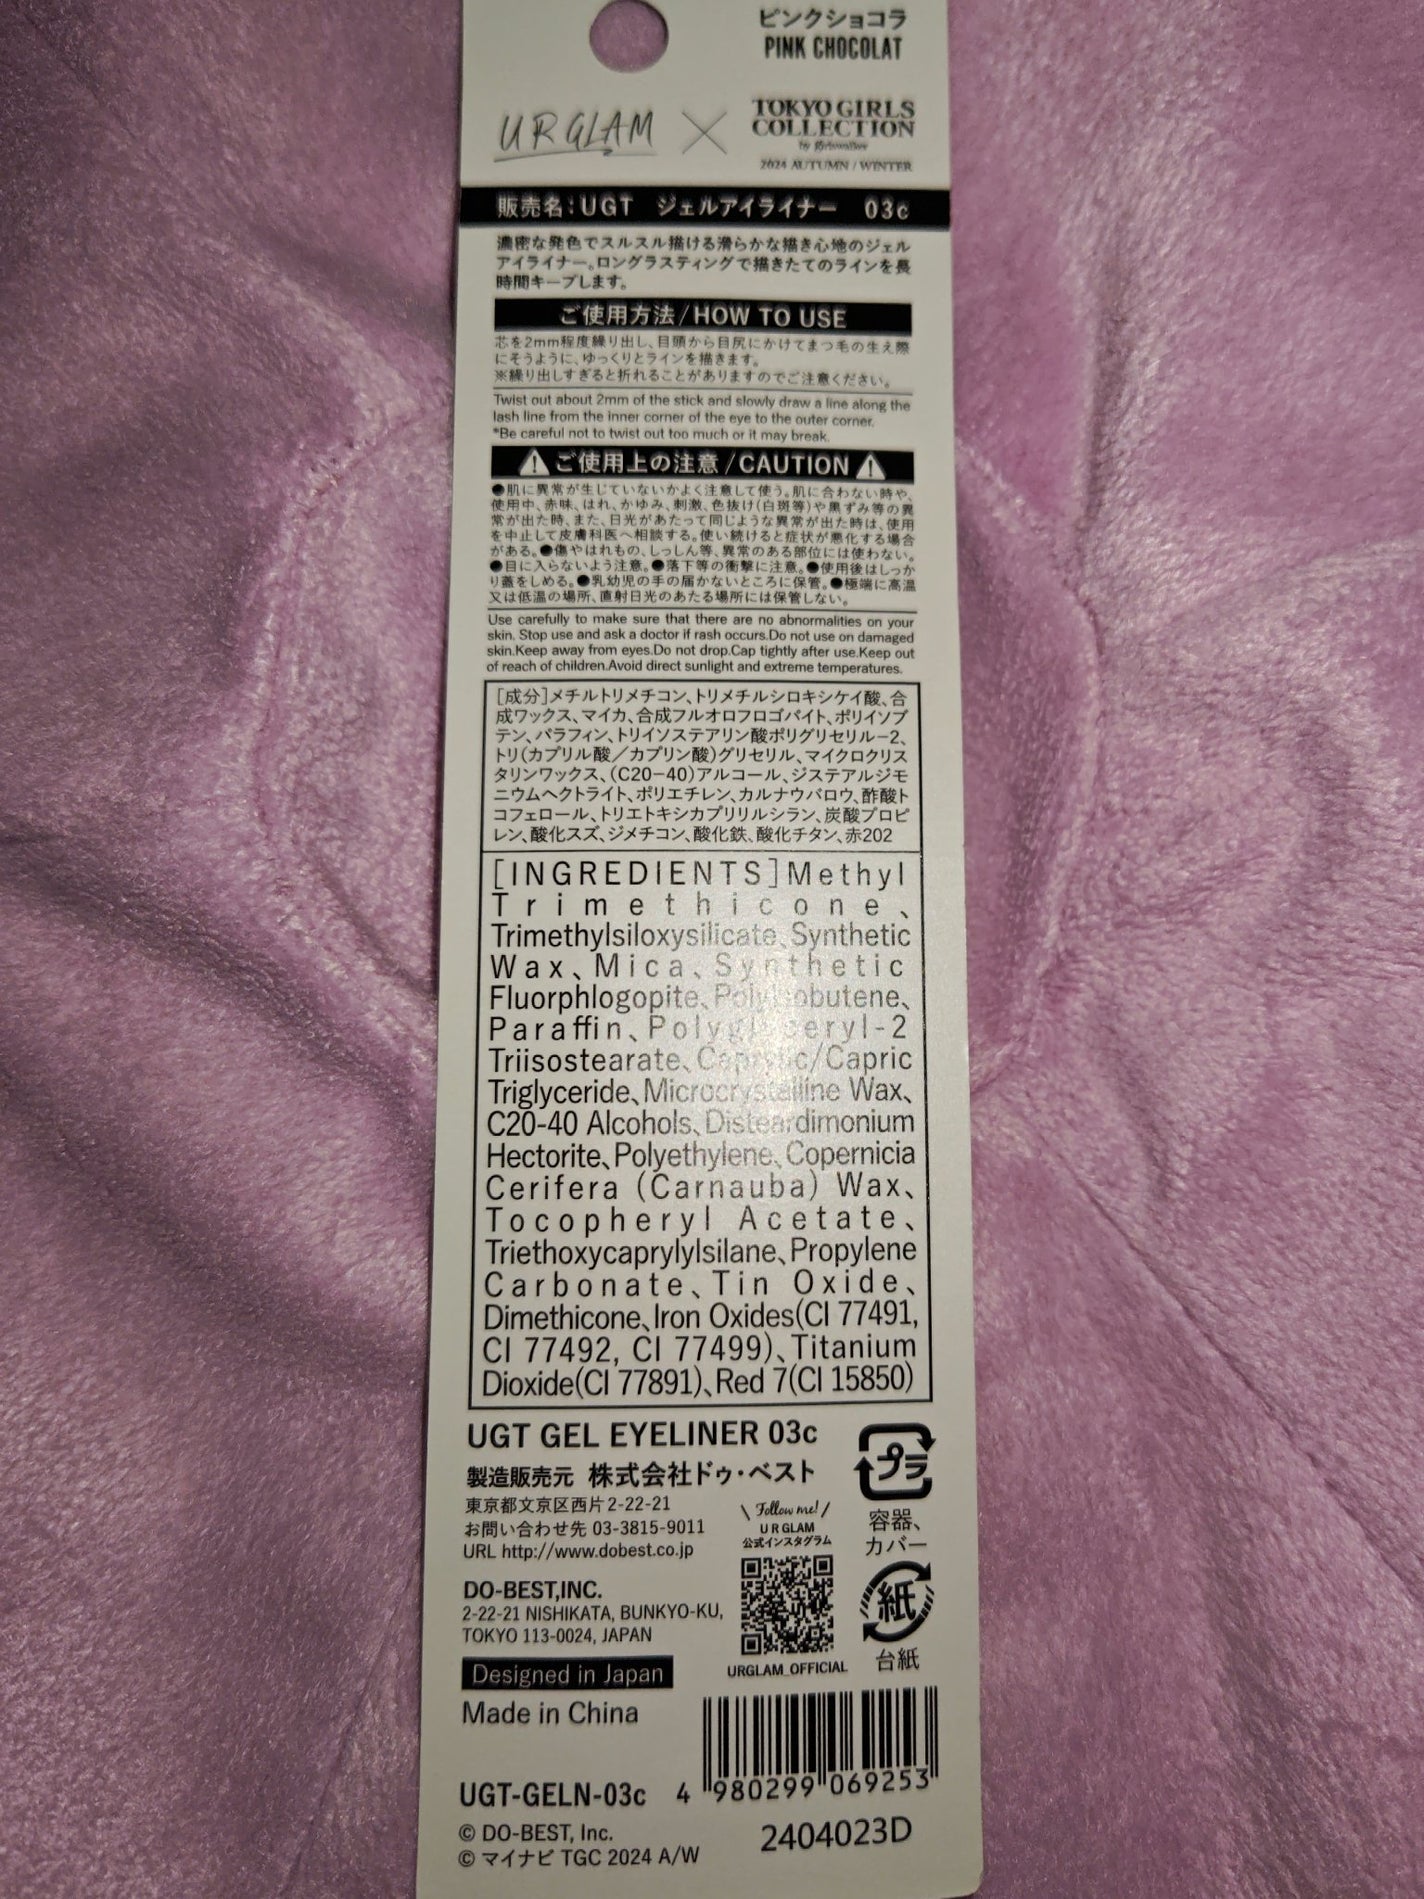 ピンクショコラ
PINK CHOCOLAT
URGLAM × TOKYO GIRLS
COLLECTION
by girlswalker
2024 AUTUMN / WINTER
販売名:UGT ジェルアイライナー 03c
濃密な発色でスルスル描ける滑らかな描き心地のジェル
アイライナー。ロングラスティングで描きたてのラインを長
時間キープします。
ご使用方法/HOW TO USE
芯を2mm程度繰り出し、目頭から目尻にかけてまつ毛の生え際
にそうように、ゆっくりとラインを描きます。
※繰り出しすぎると折れることがありますのでご注意ください。
Twist out about 2mm of the stick and slowly draw a line along the
lash line from the inner corner of the eye to the outer corner.
*Be careful not to twist out too much or it may break.
ご使用上の注意/CAUTION
●肌に異常が生じていないかよく注意して使う。肌に合わない時や、
使用中、赤味、はれ、かゆみ、刺激、色抜け(白斑等)や黒ずみ等の異
常が出た時、また、日光があたって同じような異常が出た時は、使用
を中止して皮膚科医へ相談する。使い続けると症状が悪化する場合
がある。●傷やはれもの、しっしん等、異常のある部位には使わない。
●目に入らないよう注意。●落下等の衝撃に注意。●使用後はしっか
り蓋をしめる。●乳幼児の手の届かないところに保管。●極端に高温
又は低温の場所、直射日光のあたる場所には保管しない。
Use carefully to make sure that there are no abnormalities on your
skin. Stop use and ask a doctor if rash occurs.Do not use on damaged
skin.Keep away from eyes.Do not drop.Cap tightly after use.Keep out
of reach of children.Avoid direct sunlight and extreme temperatures.
[成分]メチルトリメチコン、トリメチルシロキシケイ酸、合
成ワックス、マイカ、合成フルオロフロゴパイト、ポリイソブ
テン、パラフィン、トリイソステアリン酸ポリグリセリル-2、
トリ(カプリル酸/カプリン酸)グリセリル、マイクロクリス
タリンワックス、(C20-40)アルコール、ジステアルジモ
ニウムヘクトライト、ポリエチレン、カルナウバロウ、酢酸ト
コフェロール、トリエトキシカプリリルシラン、炭酸プロピ
レン、酸化スズ、ジメチコン、酸化鉄、酸化チタン、赤202
[INGREDIENTS]Methyl
Trimethicone、
Trimethylsiloxysilicate、Synthetic
Wax、Mica、Synthetic
Fluorphlogopite、Polyisobutene、
Paraffin、Polyglyceryl-2
Triisostearate、Caprylic/Capric
Triglyceride、Microcrystalline Wax、
C20-40 Alcohols、Disteardimonium
Hectorite、Polyethylene、Copernicia
Cerifera (Carnauba) Wax、
Tocopheryl Acetate、
Triethoxycaprylylsilane、Propylene
Carbonate、Tin Oxide、
Dimethicone、Iron Oxides(CI 77491,
CI 77492, CI 77499)、Titanium
Dioxide(CI 77891)、Red 7(CI 15850)
UGT GEL EYELINER 03c
製造販売元 株式会社ドゥ・ベスト
東京都文京区西片2-22-21
お問い合わせ先 03-3815-9011
URL http://www.dobest.co.jp
DO-BEST,INC.
2-22-21 NISHIKATA, BUNKYO-KU,
TOKYO 113-0024, JAPAN
Designed in Japan
Made in China
Follow me!
URGLAM
公式インスタグラム
URGLAM_OFFICIAL
プラ
容器、
カバー
紙
台紙
UGT-GELN-03c
4 980299 069253
© DO-BEST, Inc.
© マイナビ TGC 2024 A/W
2404023D